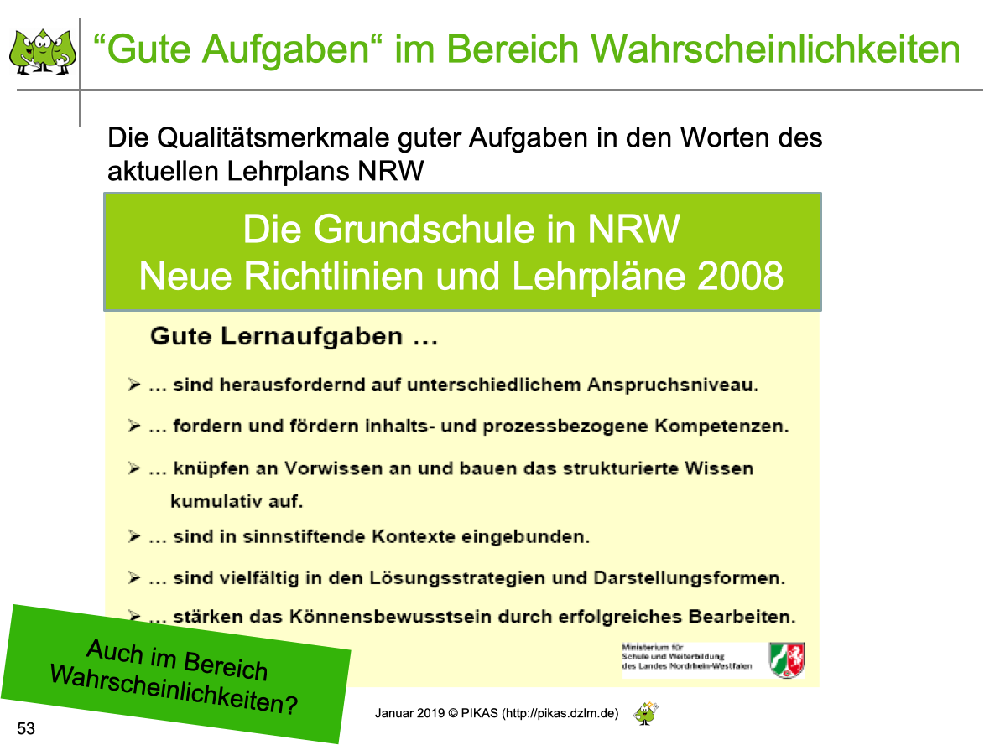 “Gute Aufgaben“ im Bereich Wahrscheinlichkeiten
Die Qualitätsmerkmale guter Aufgaben in den Worten des
aktuellen Lehrplans NRW
Die Grundschule in NRW
Neue Richtlinien und Lehrpläne 2008
Gute Lernaufgaben …
➢ … sind herausfordernd auf unterschiedlichem Anspruchsniveau.
➢ … fordern und fördern inhalts- und prozessbezogene Kompetenzen.
➢ … knüpfen an Vorwissen an und bauen das strukturierte Wissen
kumulativ auf.
➢ … sind in sinnstiftende Kontexte eingebunden.
➢ … sind vielfältig in den Lösungsstrategien und Darstellungsformen.
➢ … stärken das Könnensbewusstsein durch erfolgreiches Bearbeiten.
Ministerium für
Schule und Weiterbildung
des Landes Nordrhein-Westfalen
Auch im Bereich
Wahrscheinlichkeiten?
Januar 2019 © PIKAS (http://pikas.dzlm.de)
53